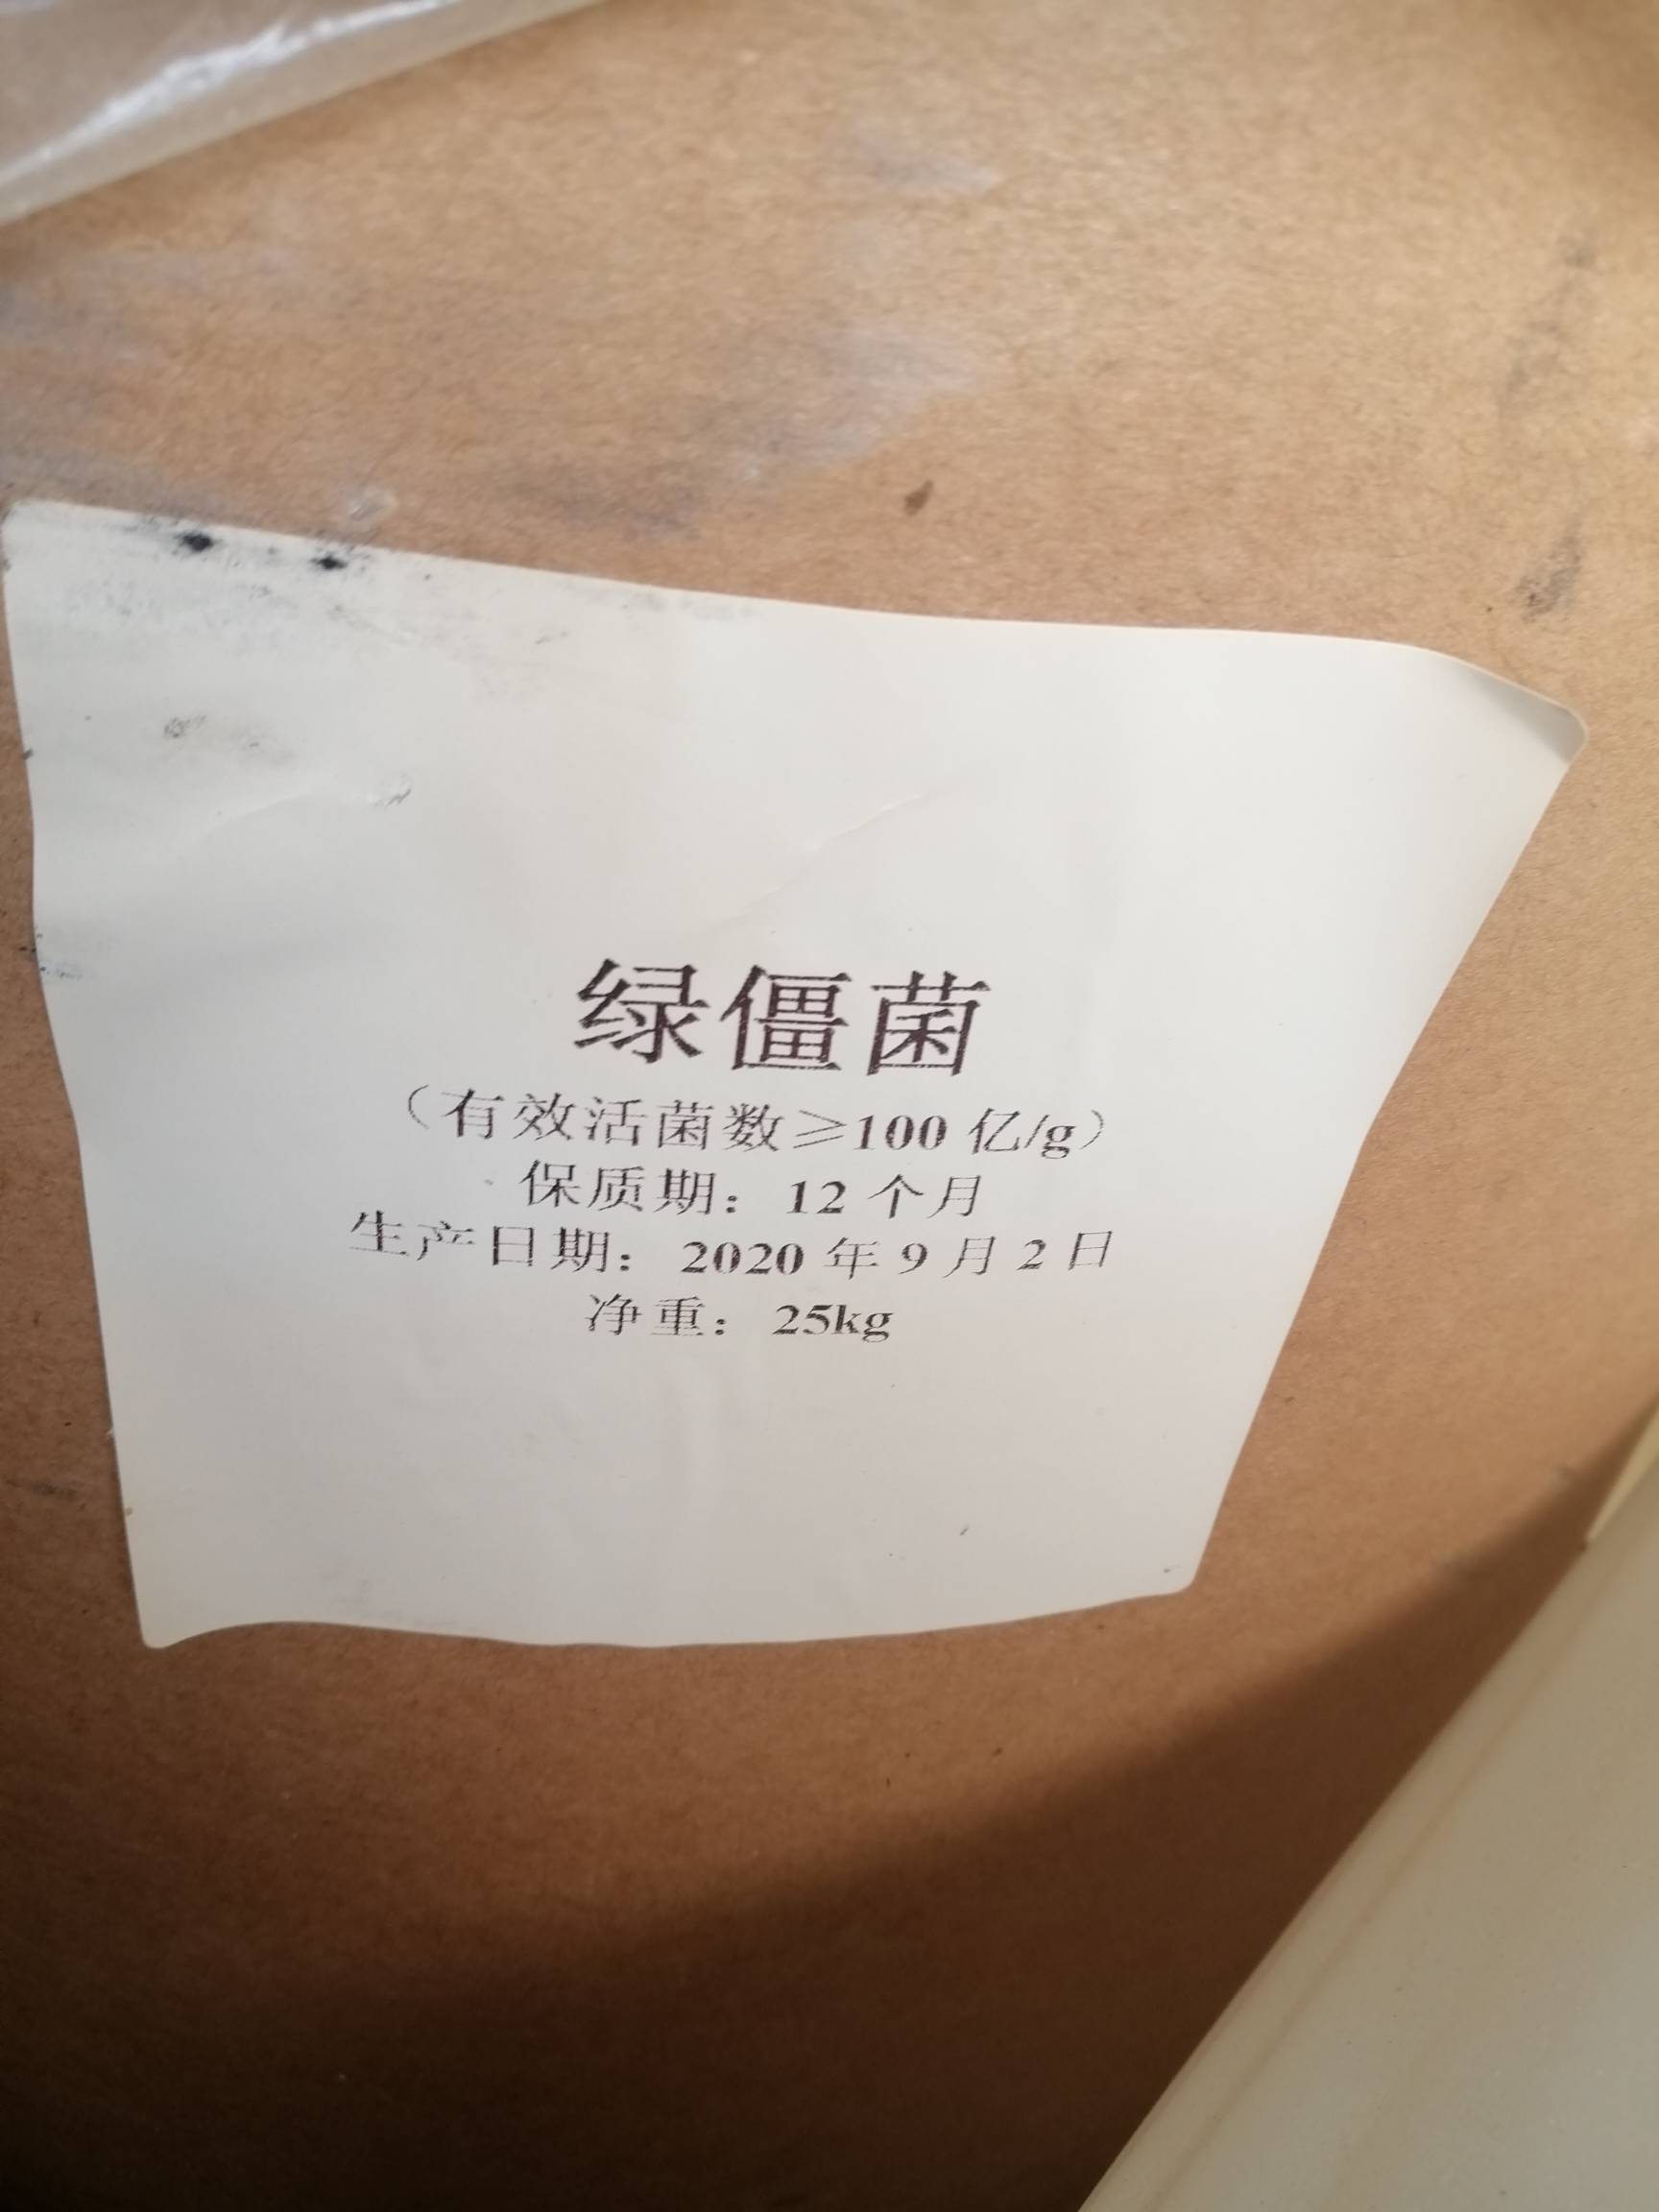 绿僵菌
（有效活菌数≥100 亿/g）
保质期：12 个月
生产日期：2020 年 9 月 2 日
净重：25kg